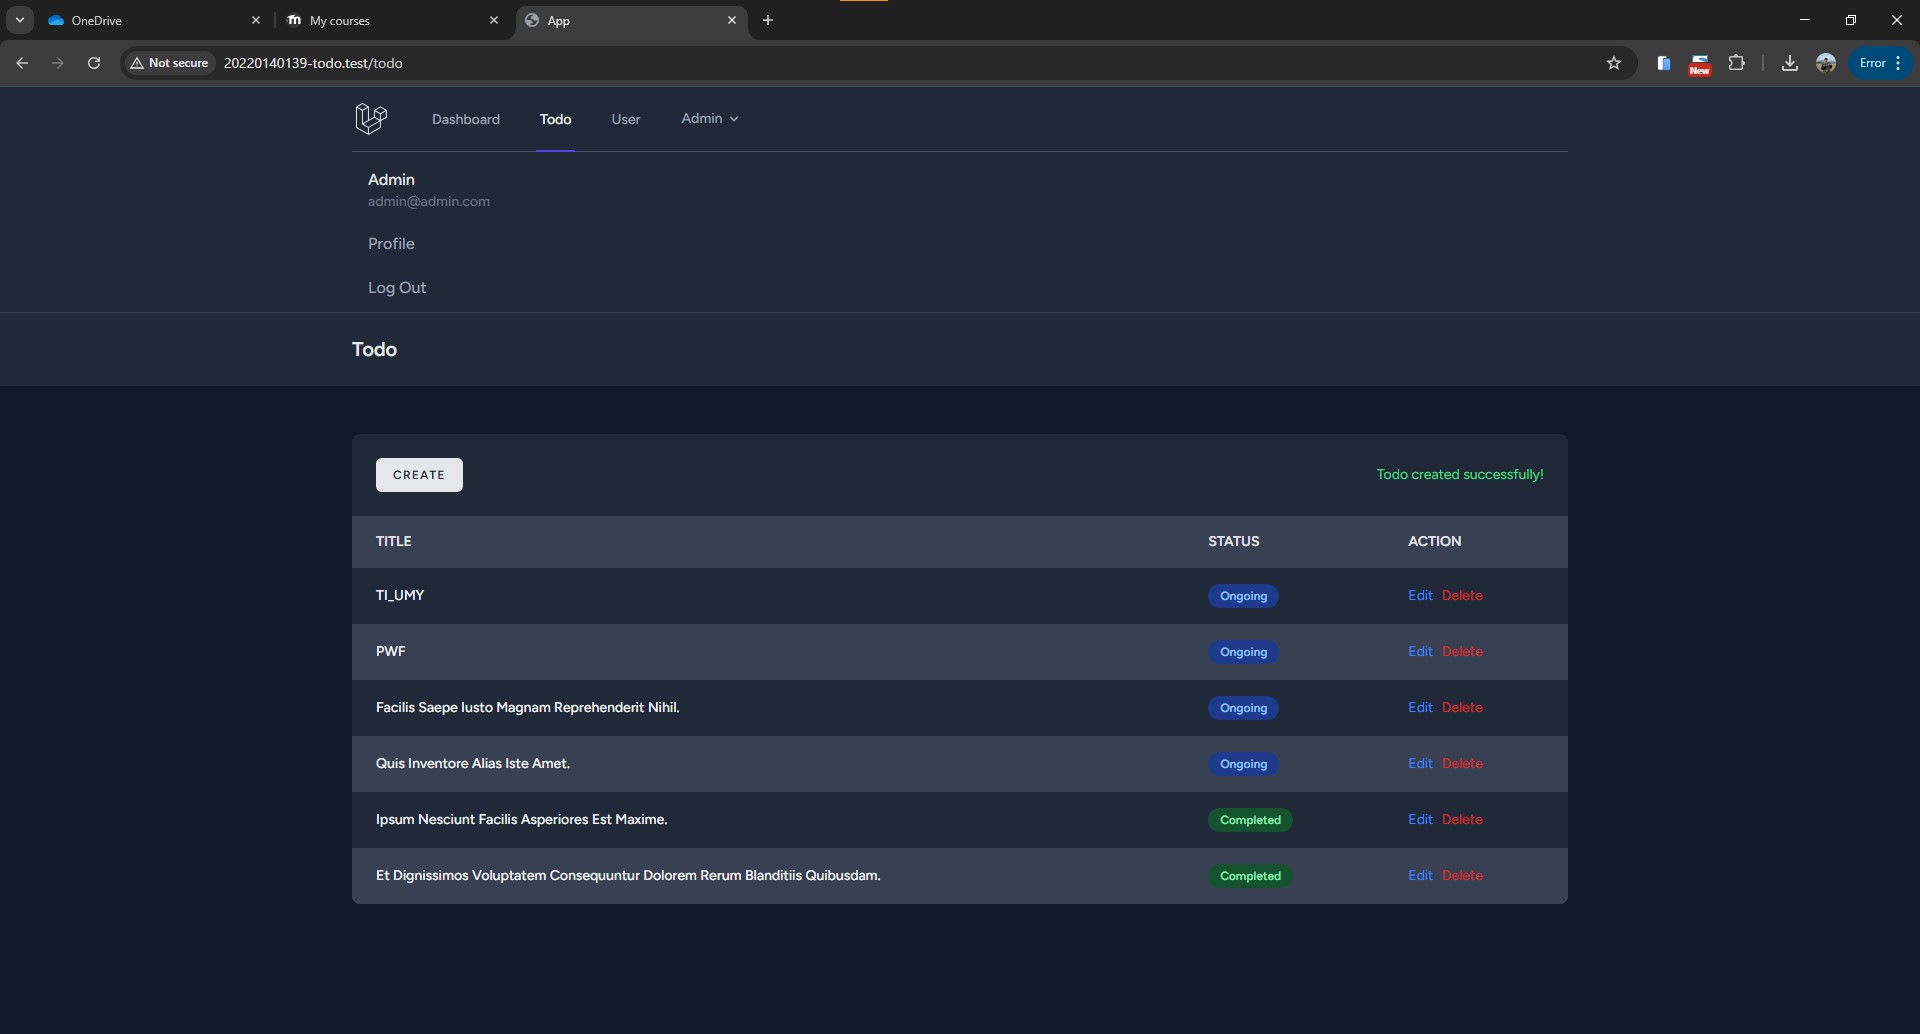 OneDrive
My courses
App
Not secure
20220140139-todo.test/todo
New
Error
Dashboard
Todo
User
Admin
Admin
admin@admin.com
Profile
Log Out
Todo
CREATE
Todo created successfully!
TITLE STATUS ACTION
TI_UMY Ongoing Edit Delete
PWF Ongoing Edit Delete
Facilis Saepe Iusto Magnam Reprehenderit Nihil. Ongoing Edit Delete
Quis Inventore Alias Iste Amet. Ongoing Edit Delete
Ipsum Nesciunt Facilis Asperiores Est Maxime. Completed Edit Delete
Et Dignissimos Voluptatem Consequuntur Dolorem Rerum Blanditiis Quibusdam. Completed Edit Delete